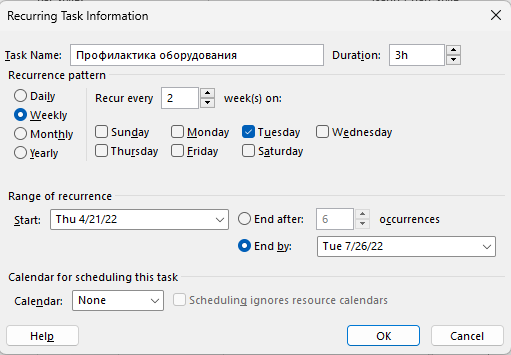 Recurring Task Information
Task Name: Профилактика оборудования Duration: 3h
Recurrence pattern
Daily
Weekly
Monthly
Yearly
Recur every 2 week(s) on:
Sunday Monday Tuesday Wednesday
Thursday Friday Saturday
Range of recurrence
Start: Thu 4/21/22 End after: 6 occurrences
End by: Tue 7/26/22
Calendar for scheduling this task
Calendar: None Scheduling ignores resource calendars
Help OK Cancel